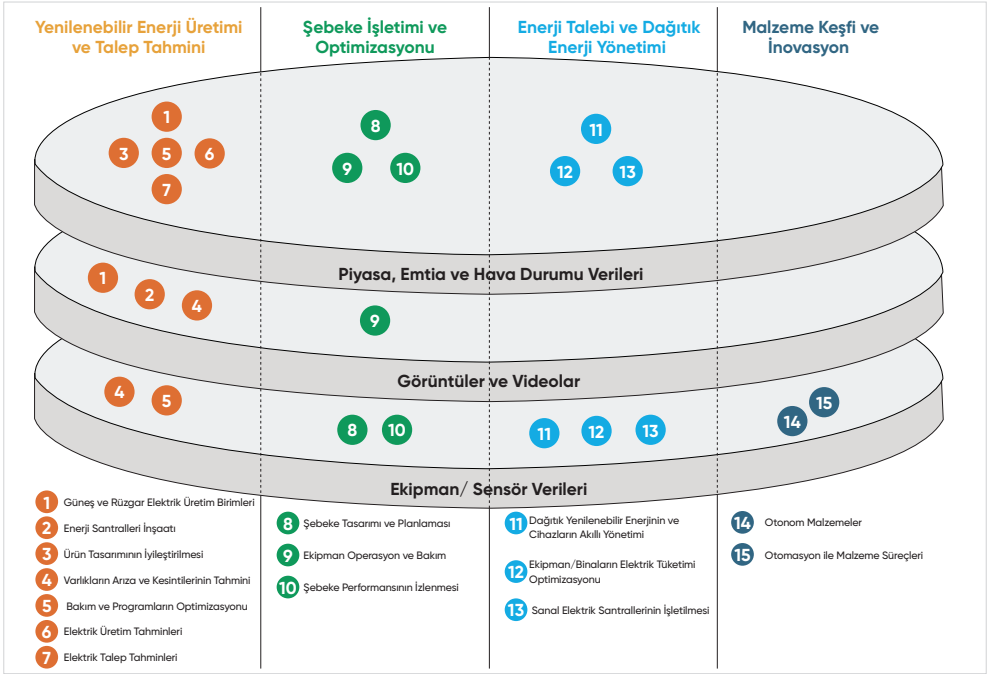 Yenilenebilir Enerji Üretimi
ve Talep Tahmini
Şebeke İşletimi ve
Optimizasyonu
Enerji Talebi ve Dağıtık
Enerji Yönetimi
Malzeme Keşfi ve
İnovasyon
1
3 5 6
7
8
9 10
11
12 13
Piyasa, Emtia ve Hava Durumu Verileri
1
2
4
9
Görüntüler ve Videolar
4
5
8 10
11 12 13
15
14
Ekipman/ Sensör Verileri
1 Güneş ve Rüzgar Elektrik Üretim Birimleri
2 Enerji Santralleri İnşaatı
3 Ürün Tasarımının İyileştirilmesi
4 Varlıkların Arıza ve Kesintilerinin Tahmini
5 Bakım ve Programların Optimizasyonu
6 Elektrik Üretim Tahminleri
7 Elektrik Talep Tahminleri
8 Şebeke Tasarımı ve Planlaması
9 Ekipman Operasyon ve Bakım
10 Şebeke Performansının İzlenmesi
11 Dağıtık Yenilenebilir Enerjinin ve
Cihazların Akıllı Yönetimi
12 Ekipman/Binaların Elektrik Tüketimi
Optimizasyonu
13 Sanal Elektrik Santrallerinin İşletilmesi
14 Otonom Malzemeler
15 Otomasyon ile Malzeme Süreçleri